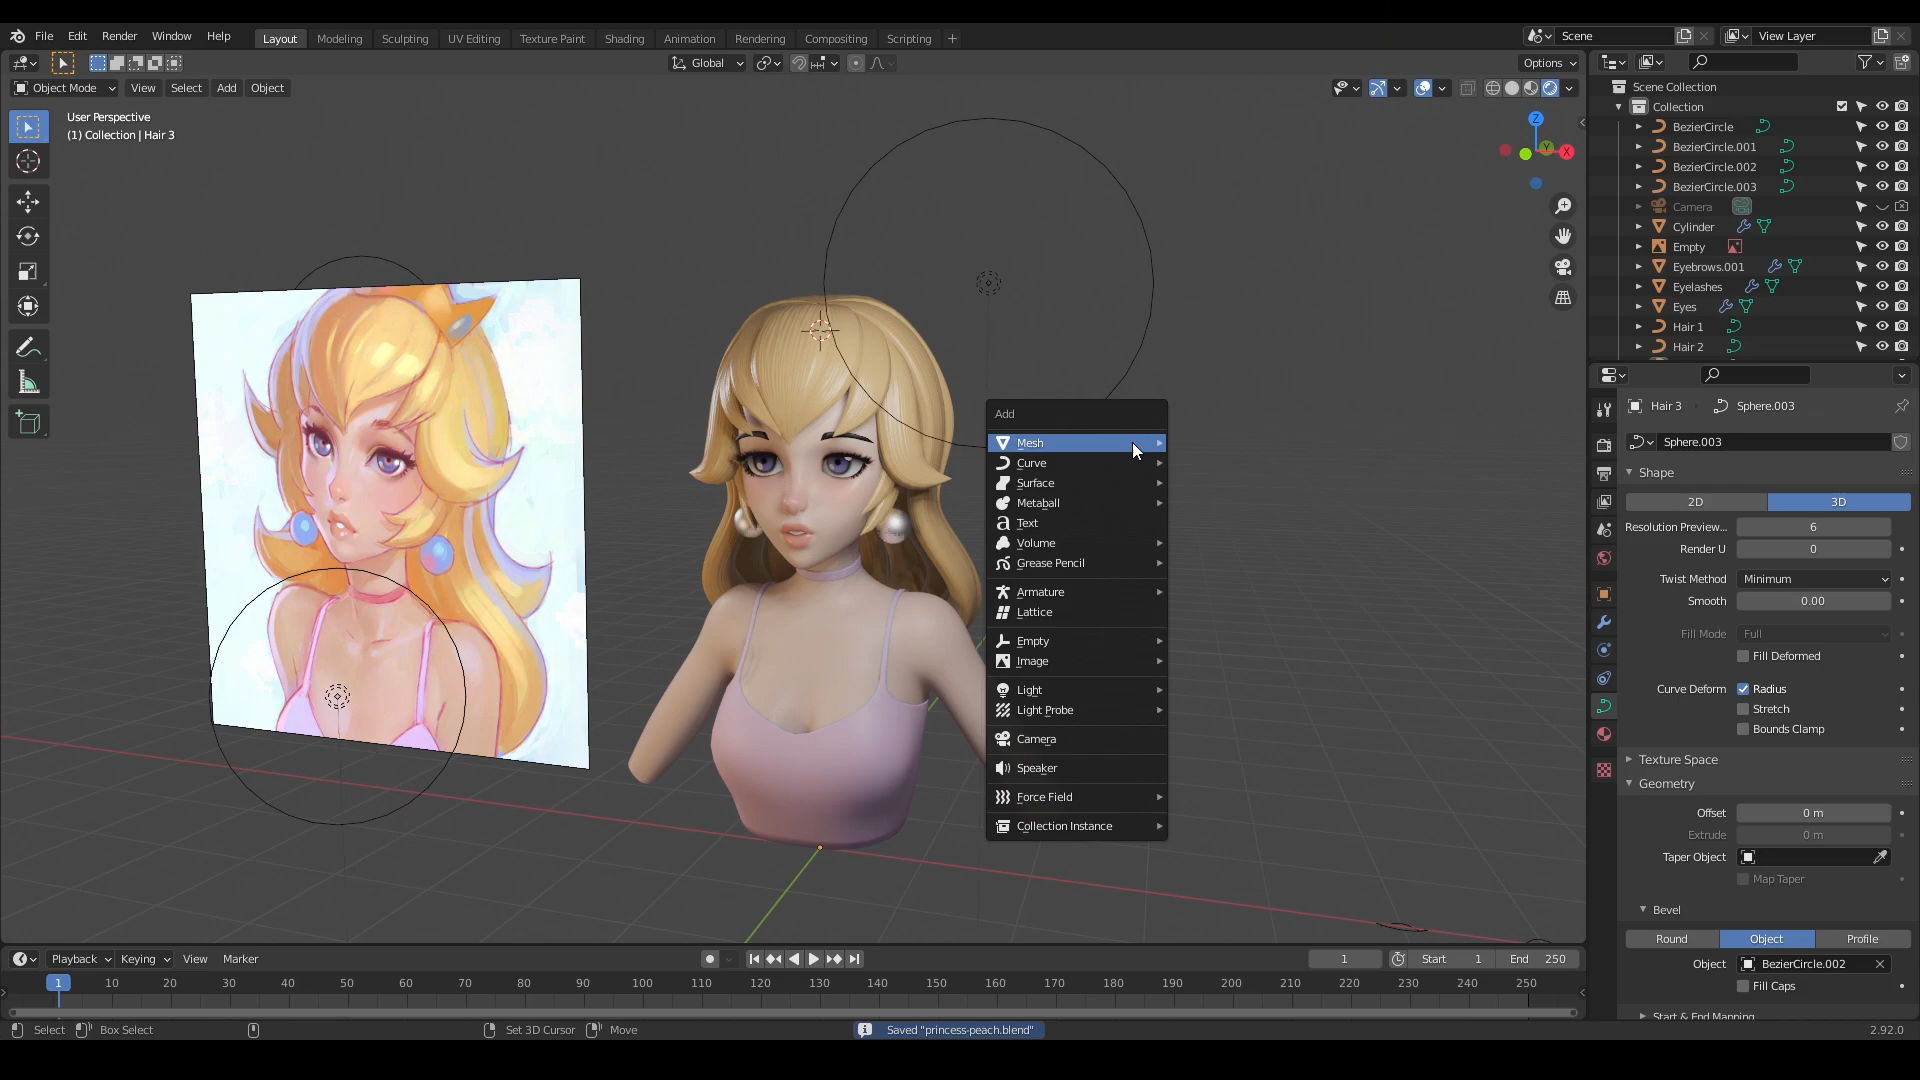 File Edit Render Window Help Layout Modeling Sculpting UV Editing Texture Paint Shading Animation Rendering Compositing Scripting + Scene View Layer
Global Options
Object Mode View Select Add Object
User Perspective
(1) Collection | Hair 3
Z
Y
X
Scene Collection
Collection
BezierCircle
BezierCircle.001
BezierCircle.002
BezierCircle.003
Camera
Cylinder
Empty
Eyebrows.001
Eyelashes
Eyes
Hair 1
Hair 2
Add
Mesh
Curve
Surface
Metaball
Text
Volume
Grease Pencil
Armature
Lattice
Empty
Image
Light
Light Probe
Camera
Speaker
Force Field
Collection Instance
Hair 3 Sphere.003
Sphere.003
Shape
2D 3D
Resolution Preview... 6
Render U 0
Twist Method Minimum
Smooth 0.00
Fill Mode Full
Fill Deformed
Curve Deform Radius
Stretch
Bounds Clamp
Texture Space
Geometry
Offset 0 m
Extrude 0 m
Taper Object
Map Taper
Bevel
Round Object Profile
Object BezierCircle.002
Fill Caps
Start & End Mapping
Playback Keying View Marker 1 Start 1 End 250
1 10 20 30 40 50 60 70 80 90 100 110 120 130 140 150 160 170 180 190 200 210 220 230 240 250
Select Box Select Set 3D Cursor Move Saved "princess-peach.blend" 2.92.0